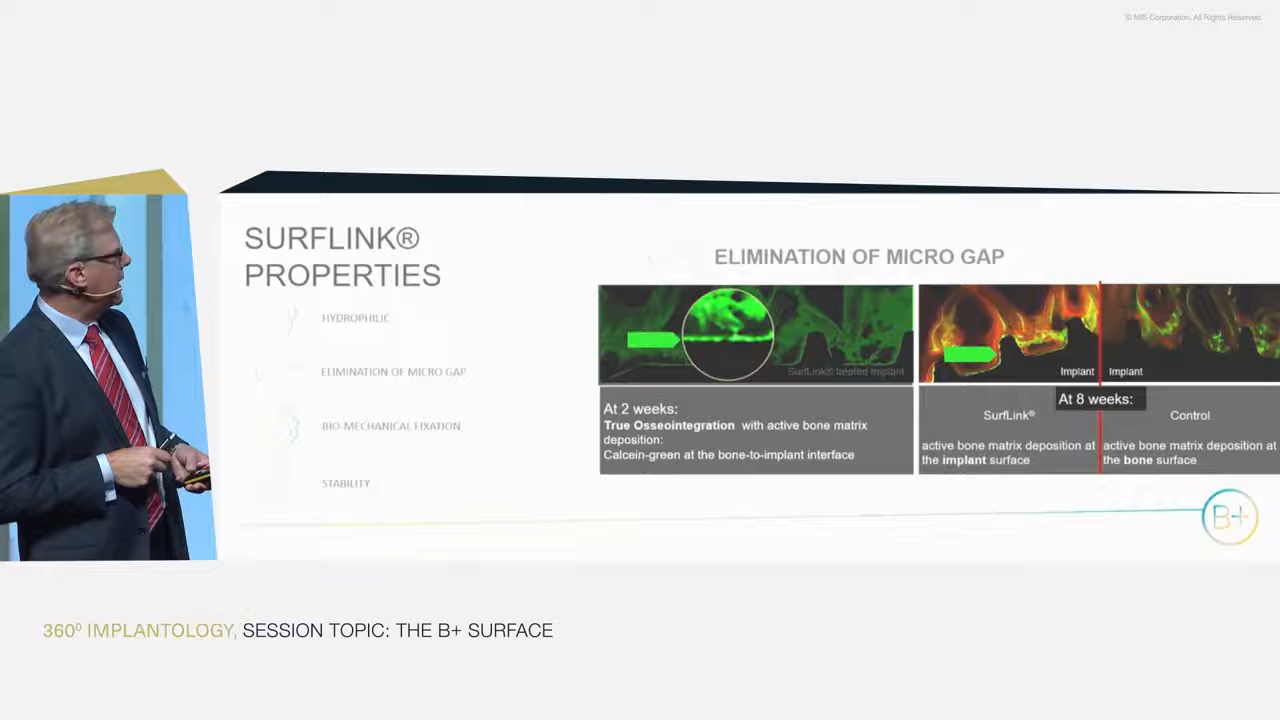 © MIS Corporation. All Rights Reserved.
SURFLINK®
PROPERTIES
HYDROPHILIC
ELIMINATION OF MICRO GAP
BIO-MECHANICAL FIXATION
STABILITY
ELIMINATION OF MICRO GAP
SurfLink® treated implant
Implant
Implant
At 2 weeks:
True Osseointegration with active bone matrix
deposition:
Calcein-green at the bone-to-implant interface
At 8 weeks:
SurfLink®
active bone matrix deposition at
the implant surface
Control
active bone matrix deposition at
the bone surface
B+
360⁰ IMPLANTOLOGY, SESSION TOPIC: THE B+ SURFACE